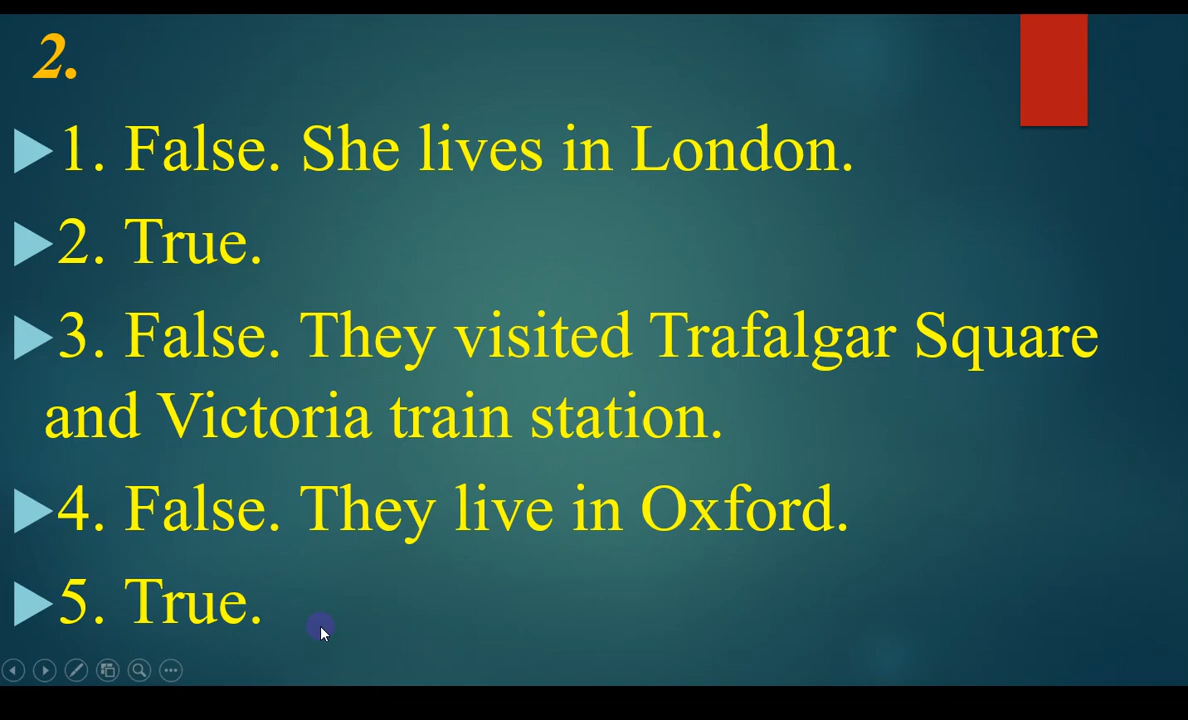 2.
1. False. She lives in London.
2. True.
3. False. They visited Trafalgar Square
and Victoria train station.
4. False. They live in Oxford.
5. True.